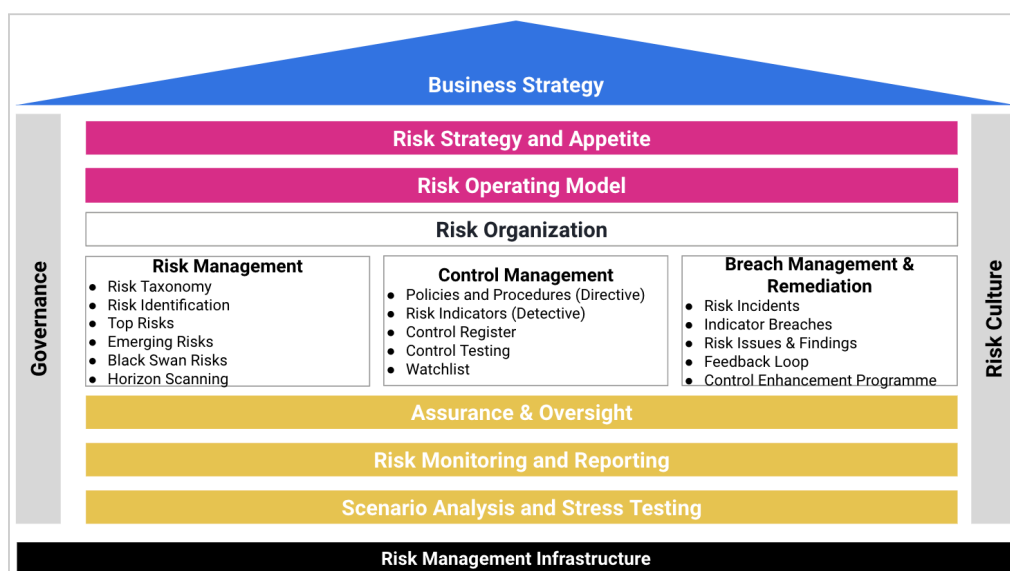 Business Strategy
Risk Strategy and Appetite
Risk Operating Model
Risk Organization
Governance
Risk Management
● Risk Taxonomy
● Risk Identification
● Top Risks
● Emerging Risks
● Black Swan Risks
● Horizon Scanning
Control Management
● Policies and Procedures (Directive)
● Risk Indicators (Detective)
● Control Register
● Control Testing
● Watchlist
Breach Management &
Remediation
● Risk Incidents
● Indicator Breaches
● Risk Issues & Findings
● Feedback Loop
● Control Enhancement Programme
Risk Culture
Assurance & Oversight
Risk Monitoring and Reporting
Scenario Analysis and Stress Testing
Risk Management Infrastructure